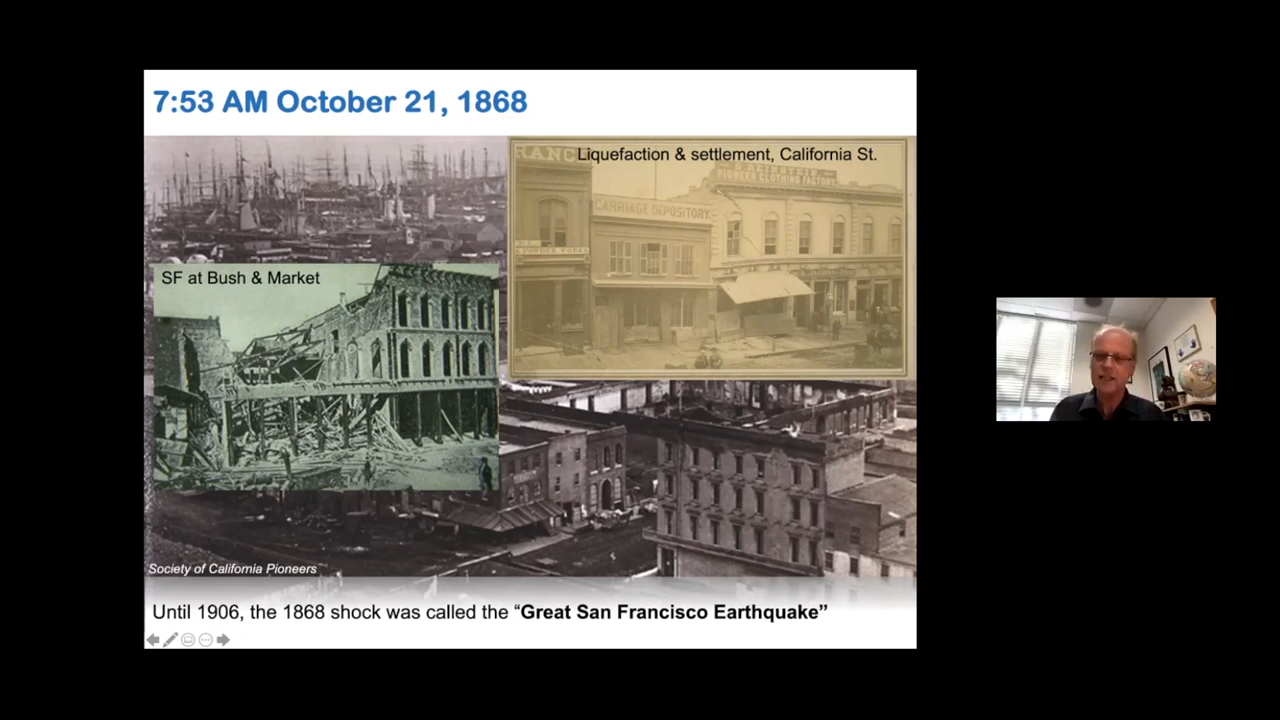 7:53 AM October 21, 1868
Liquefaction & settlement, California St.
PIONEER CLOTHING FACTORY
CARRIAGE DEPOSITORY
SF at Bush & Market
Society of California Pioneers
Until 1906, the 1868 shock was called the “Great San Francisco Earthquake”